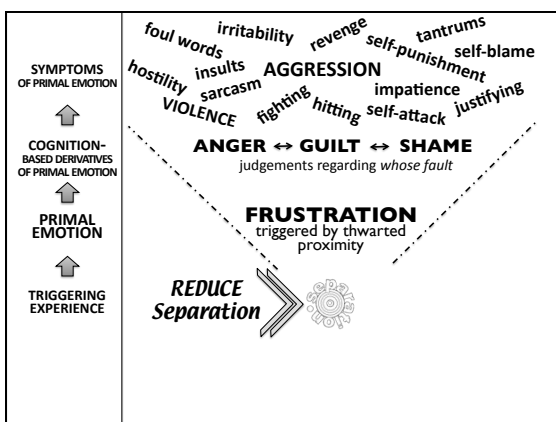 SYMPTOMS
OF PRIMAL EMOTION
COGNITION-
BASED DERIVATIVES
OF PRIMAL EMOTION
PRIMAL
EMOTION
TRIGGERING
EXPERIENCE
foul words
irritability
revenge
tantrums
self-punishment
self-blame
hostility
insults
AGGRESSION
sarcasm
impatience
VIOLENCE
fighting
hitting
self-attack
justifying
ANGER ↔ GUILT ↔ SHAME
judgements regarding whose fault
FRUSTRATION
triggered by thwarted
proximity
REDUCE
Separation
separation